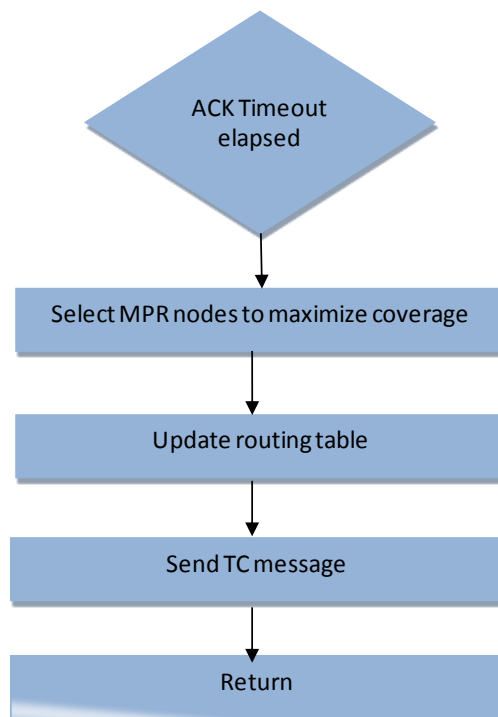 ACK Timeout
elapsed
Select MPR nodes to maximize coverage
Update routing table
Send TC message
Return